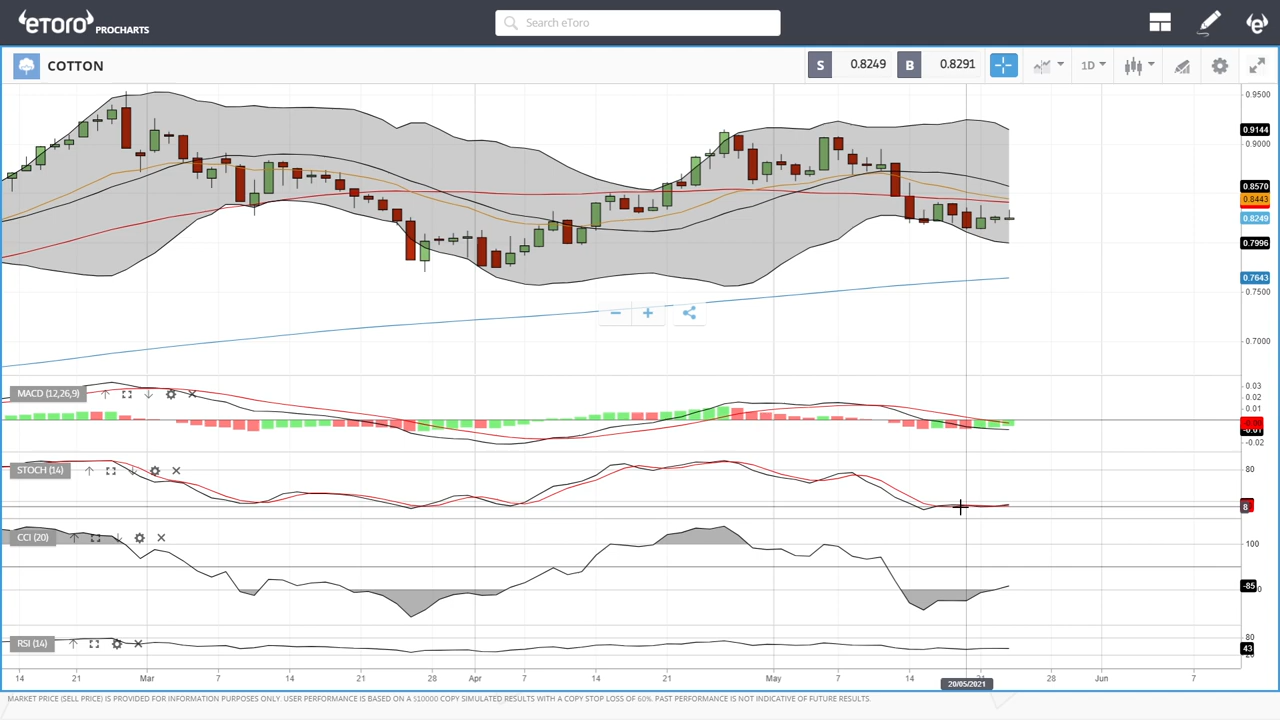 eToro PROCHARTS
Search eToro
COTTON
S 0.8249 B 0.8291
1D
0.9500
0.9144
0.9000
0.8570
0.8443
0.8249
0.7996
0.7643
0.7500
0.7000
MACD (12,26,9)
0.03
0.02
0.01
-0.02
STOCH (14)
80
8
CCI (20)
100
-85
RSI (14)
80
43
14 21 Mar 7 14 21 28 Apr 7 14 21 May 7 14 21 28 Jun 7
20/05/2021
MARKET PRICE (SELL PRICE) IS PROVIDED FOR INFORMATION PURPOSES ONLY. USER PERFORMANCE IS BASED ON A $10000 COPY SIMULATED RESULTS WITH A COPY STOP LOSS OF 60%. PAST PERFORMANCE IS NOT INDICATIVE OF FUTURE RESULTS.